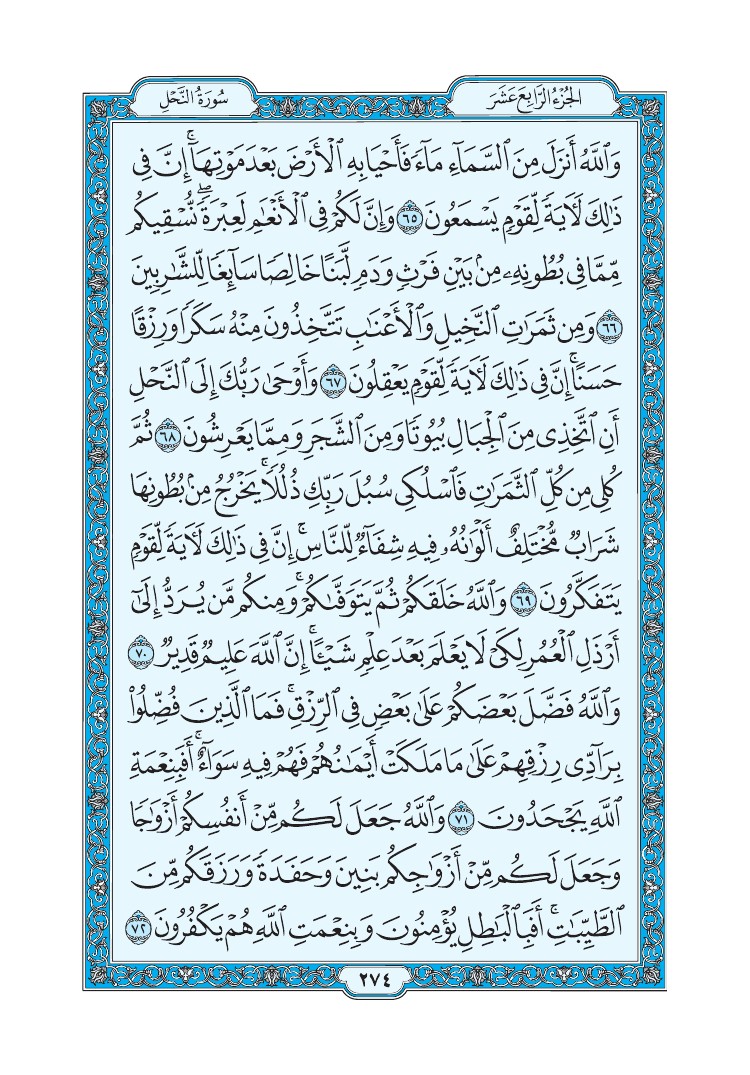 الجُزْءُ الرَّابِعَ عَشَرَ
سُورَةُ النَّحْلِ
وَٱللَّهُ أَنزَلَ مِنَ ٱلسَّمَآءِ مَآءً فَأَحْيَا بِهِ ٱلْأَرْضَ بَعْدَ مَوْتِهَآۚ إِنَّ فِى
ذَٰلِكَ لَـَٔايَةً لِّقَوْمٍ يَسْمَعُونَ ٦٥ وَإِنَّ لَكُمْ فِى ٱلْأَنْعَٰمِ لَعِبْرَةًۖ نُّسْقِيكُم
مِّمَّا فِى بُطُونِهِۦ مِنۢ بَيْنِ فَرْثٍ وَدَمٍ لَّبَنًا خَالِصًا سَآئِغًا لِّلشَّٰرِبِينَ
٦٦ وَمِن ثَمَرَٰتِ ٱلنَّخِيلِ وَٱلْأَعْنَٰبِ تَتَّخِذُونَ مِنْهُ سَكَرًا وَرِزْقًا
حَسَنًاۗ إِنَّ فِى ذَٰلِكَ لَـَٔايَةً لِّقَوْمٍ يَعْقِلُونَ ٦٧ وَأَوْحَىٰ رَبُّكَ إِلَى ٱلنَّحْلِ
أَنِ ٱتَّخِذِى مِنَ ٱلْجِبَالِ بُيُوتًا وَمِنَ ٱلشَّجَرِ وَمِمَّا يَعْرِشُونَ ٦٨ ثُمَّ
كُلِى مِن كُلِّ ٱلثَّمَرَٰتِ فَٱسْلُكِى سُبُلَ رَبِّكِ ذُلُلًاۚ يَخْرُجُ مِنۢ بُطُونِهَا
شَرَابٌ مُّخْتَلِفٌ أَلْوَٰنُهُۥ فِيهِ شِفَآءٌ لِّلنَّاسِۗ إِنَّ فِى ذَٰلِكَ لَـَٔايَةً لِّقَوْمٍ
يَتَفَكَّرُونَ ٦٩ وَٱللَّهُ خَلَقَكُمْ ثُمَّ يَتَوَفَّىٰكُمْۚ وَمِنكُم مَّن يُرَدُّ إِلَىٰٓ
أَرْذَلِ ٱلْعُمُرِ لِكَىْ لَا يَعْلَمَ بَعْدَ عِلْمٍ شَيْـًٔاۚ إِنَّ ٱللَّهَ عَلِيمٌ قَدِيرٌ ٧٠
وَٱللَّهُ فَضَّلَ بَعْضَكُمْ عَلَىٰ بَعْضٍ فِى ٱلرِّزْقِۚ فَمَا ٱلَّذِينَ فُضِّلُوا۟
بِرَآدِّى رِزْقِهِمْ عَلَىٰ مَا مَلَكَتْ أَيْمَٰنُهُمْ فَهُمْ فِيهِ سَوَآءٌۚ أَفَبِنِعْمَةِ
ٱللَّهِ يَجْحَدُونَ ٧١ وَٱللَّهُ جَعَلَ لَكُم مِّنْ أَنفُسِكُمْ أَزْوَٰجًا
وَجَعَلَ لَكُم مِّنْ أَزْوَٰجِكُم بَنِينَ وَحَفَدَةً وَرَزَقَكُم مِّنَ
ٱلطَّيِّبَٰتِۚ أَفَبِٱلْبَٰطِلِ يُؤْمِنُونَ وَبِنِعْمَتِ ٱللَّهِ هُمْ يَكْفُرُونَ ٧٢
٢٧٤